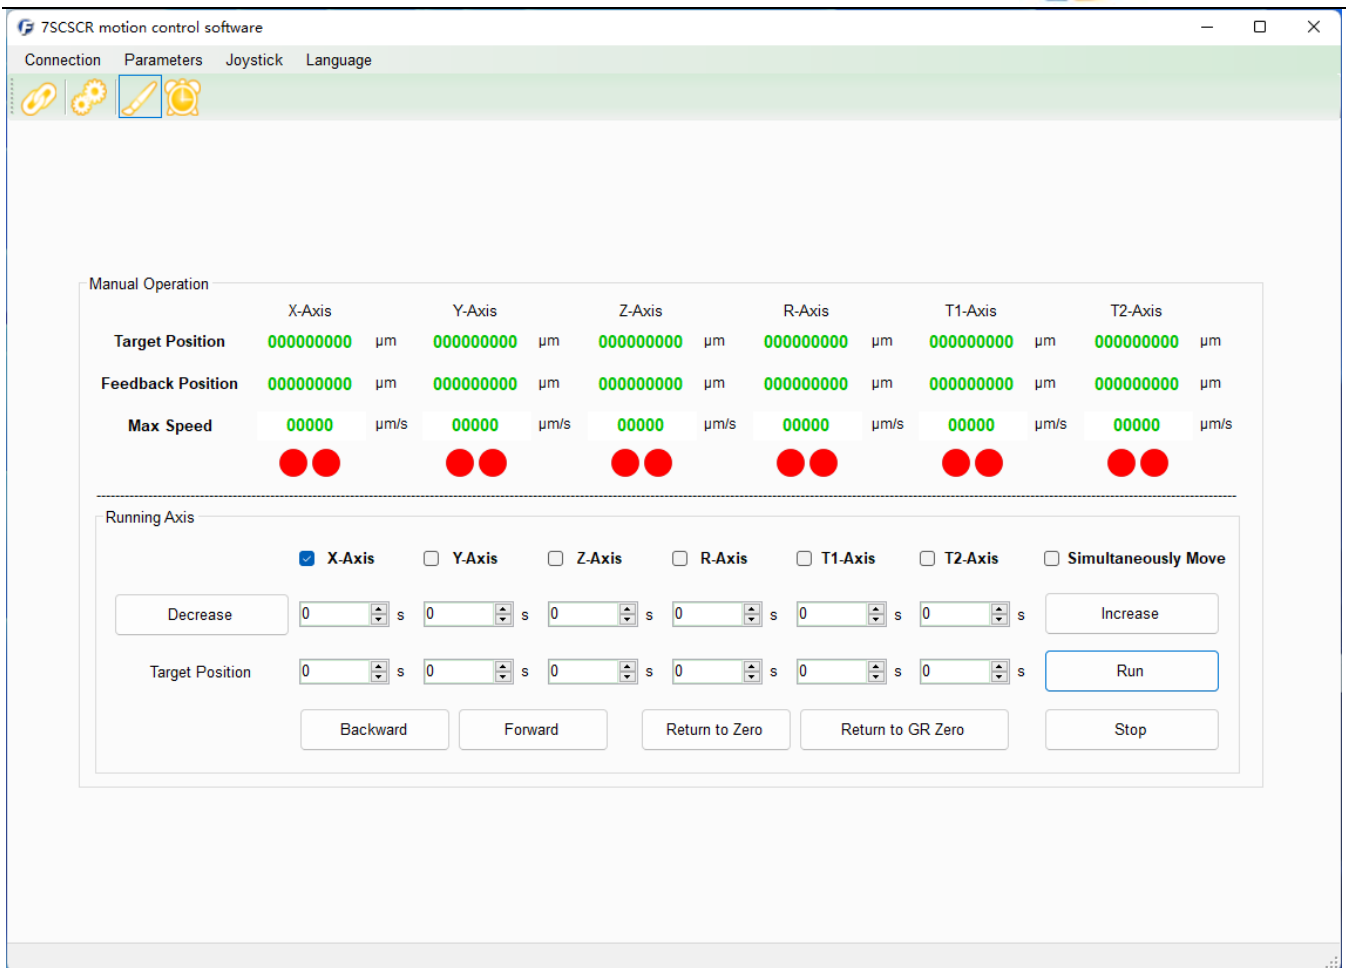 7SCSCR motion control software
Connection Parameters Joystick Language
Manual Operation
X-Axis Y-Axis Z-Axis R-Axis T1-Axis T2-Axis
Target Position 000000000 μm 000000000 μm 000000000 μm 000000000 μm 000000000 μm 000000000 μm
Feedback Position 000000000 μm 000000000 μm 000000000 μm 000000000 μm 000000000 μm 000000000 μm
Max Speed 00000 μm/s 00000 μm/s 00000 μm/s 00000 μm/s 00000 μm/s 00000 μm/s
Running Axis
X-Axis Y-Axis Z-Axis R-Axis T1-Axis T2-Axis Simultaneously Move
Decrease 0 s 0 s 0 s 0 s 0 s 0 s Increase
Target Position 0 s 0 s 0 s 0 s 0 s 0 s Run
Backward Forward Return to Zero Return to GR Zero Stop